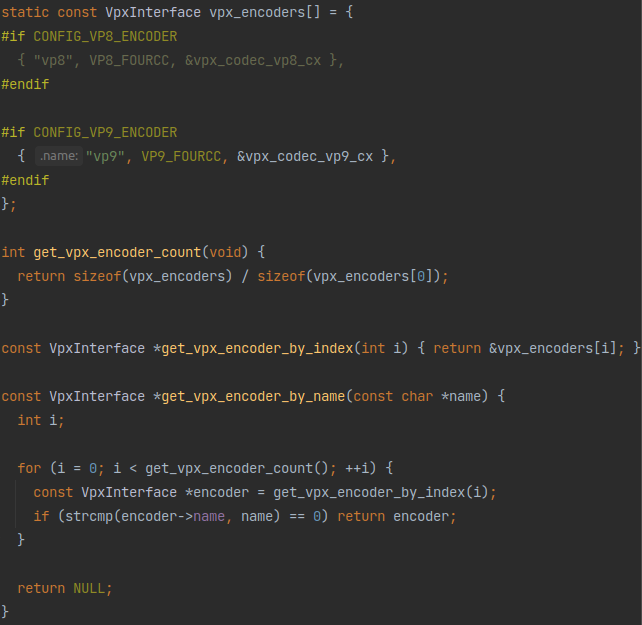 static const VpxInterface vpx_encoders[] = {
#if CONFIG_VP8_ENCODER
  { "vp8", VP8_FOURCC, &vpx_codec_vp8_cx },
#endif

#if CONFIG_VP9_ENCODER
  { .name: "vp9", VP9_FOURCC, &vpx_codec_vp9_cx },
#endif
};

int get_vpx_encoder_count(void) {
  return sizeof(vpx_encoders) / sizeof(vpx_encoders[0]);
}

const VpxInterface *get_vpx_encoder_by_index(int i) { return &vpx_encoders[i]; }

const VpxInterface *get_vpx_encoder_by_name(const char *name) {
  int i;

  for (i = 0; i < get_vpx_encoder_count(); ++i) {
    const VpxInterface *encoder = get_vpx_encoder_by_index(i);
    if (strcmp(encoder->name, name) == 0) return encoder;
  }

  return NULL;
}